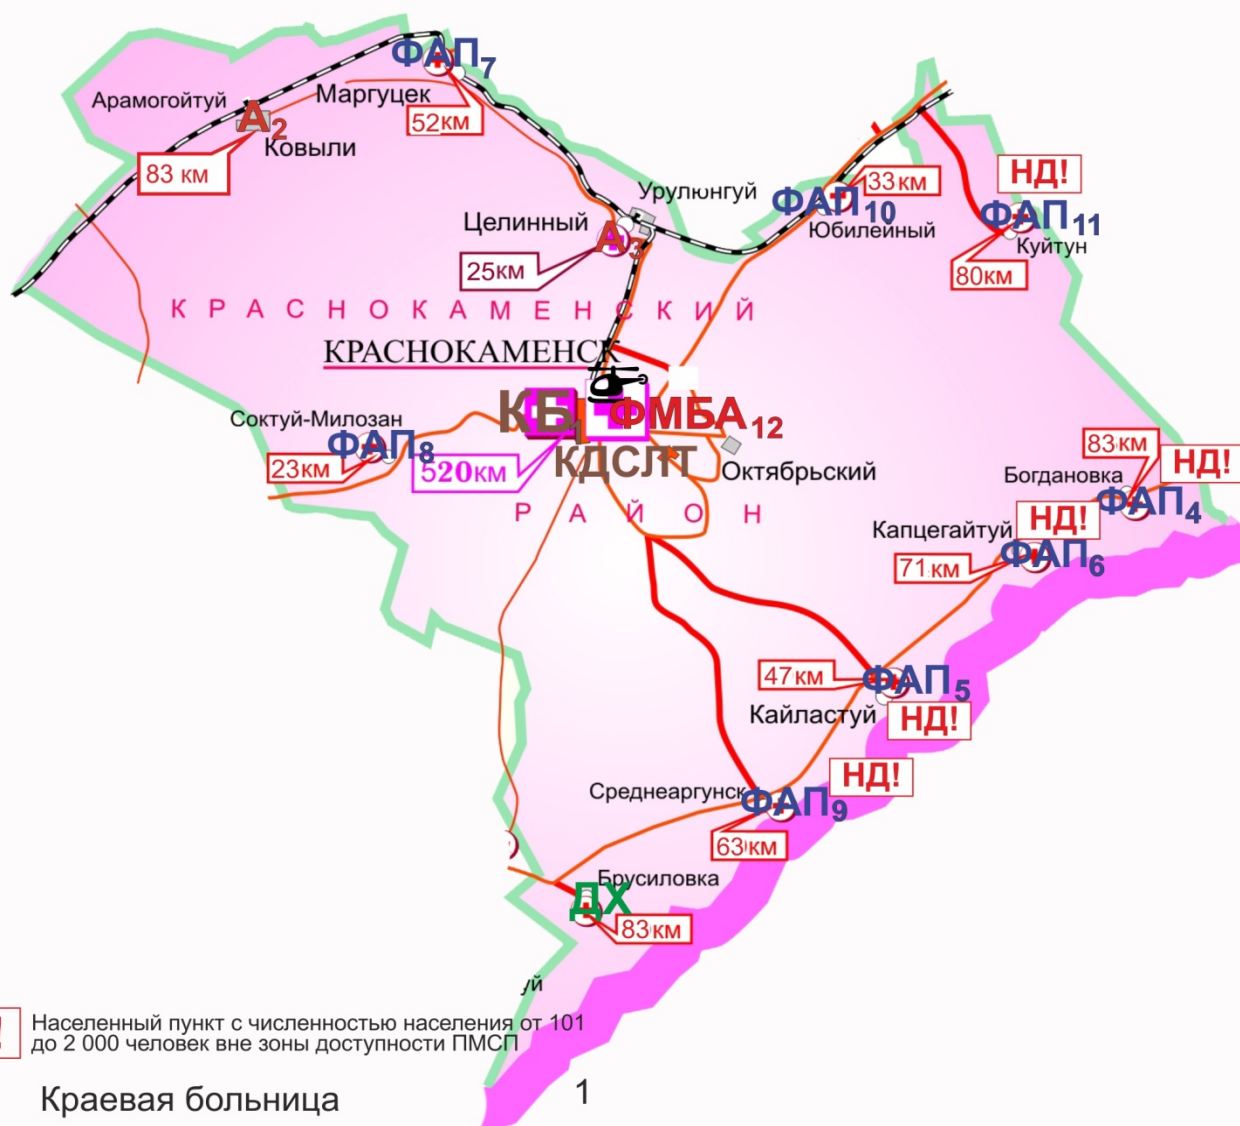 ФАП7
Арамогойтуй
Маргуцек
А2
52км
Ковыли
83 км
НД!
33км
Урулюнгуй
ФАП10
ФАП11
Целинный
Юбилейный
А3
Куйтун
25км
80км
КРАСНОКАМЕНСКИЙ
КРАСНОКАМЕНСК
КБ1
ФМБА12
Соктуй-Милозан
ФАП8
23км
520км
КДСЛТ
Октябрьский
83км
НД!
Богдановка
ФАП4
РАЙОН
НД!
Капцегайтуй
ФАП6
71км
47км
ФАП5
Кайластуй
НД!
НД!
Среднеаргунск
ФАП9
63км
Брусиловка
ДХ
83км
уй
!
Населенный пункт с численностью населения от 101
до 2 000 человек вне зоны доступности ПМСП
Краевая больница 1